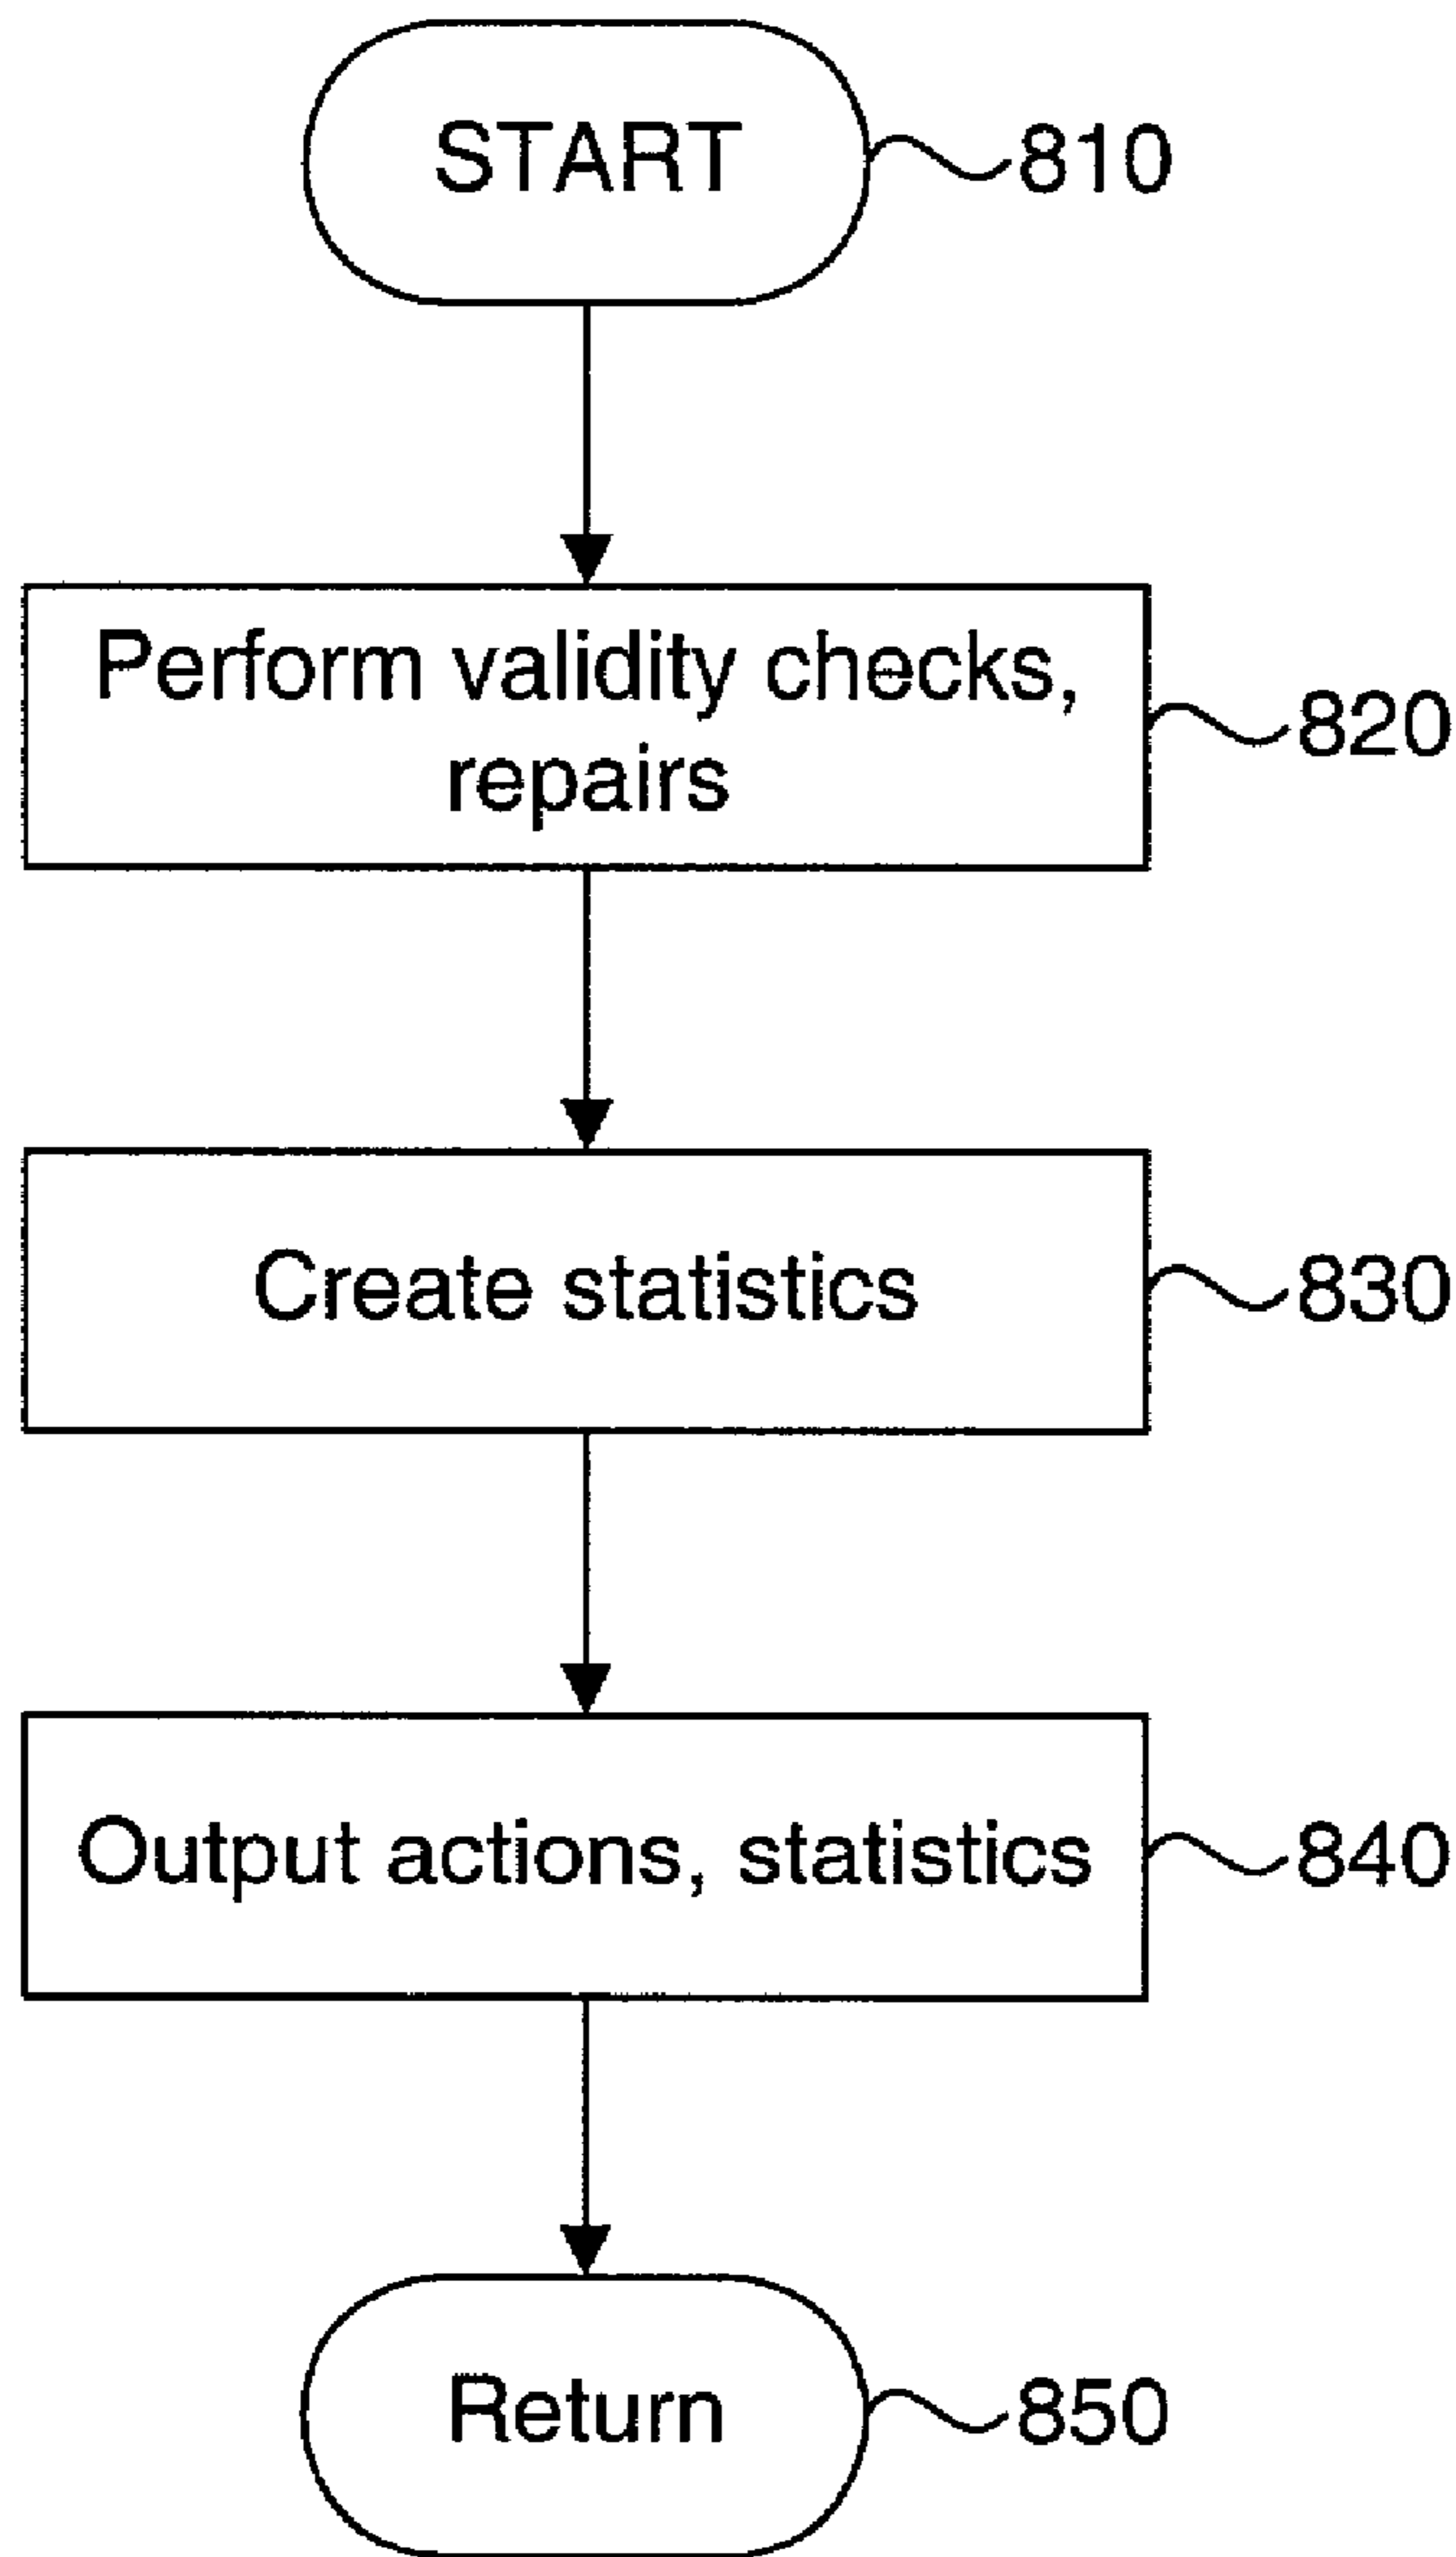 START
810
Perform validity checks,
repairs
820
Create statistics
830
Output actions, statistics
840
Return
850